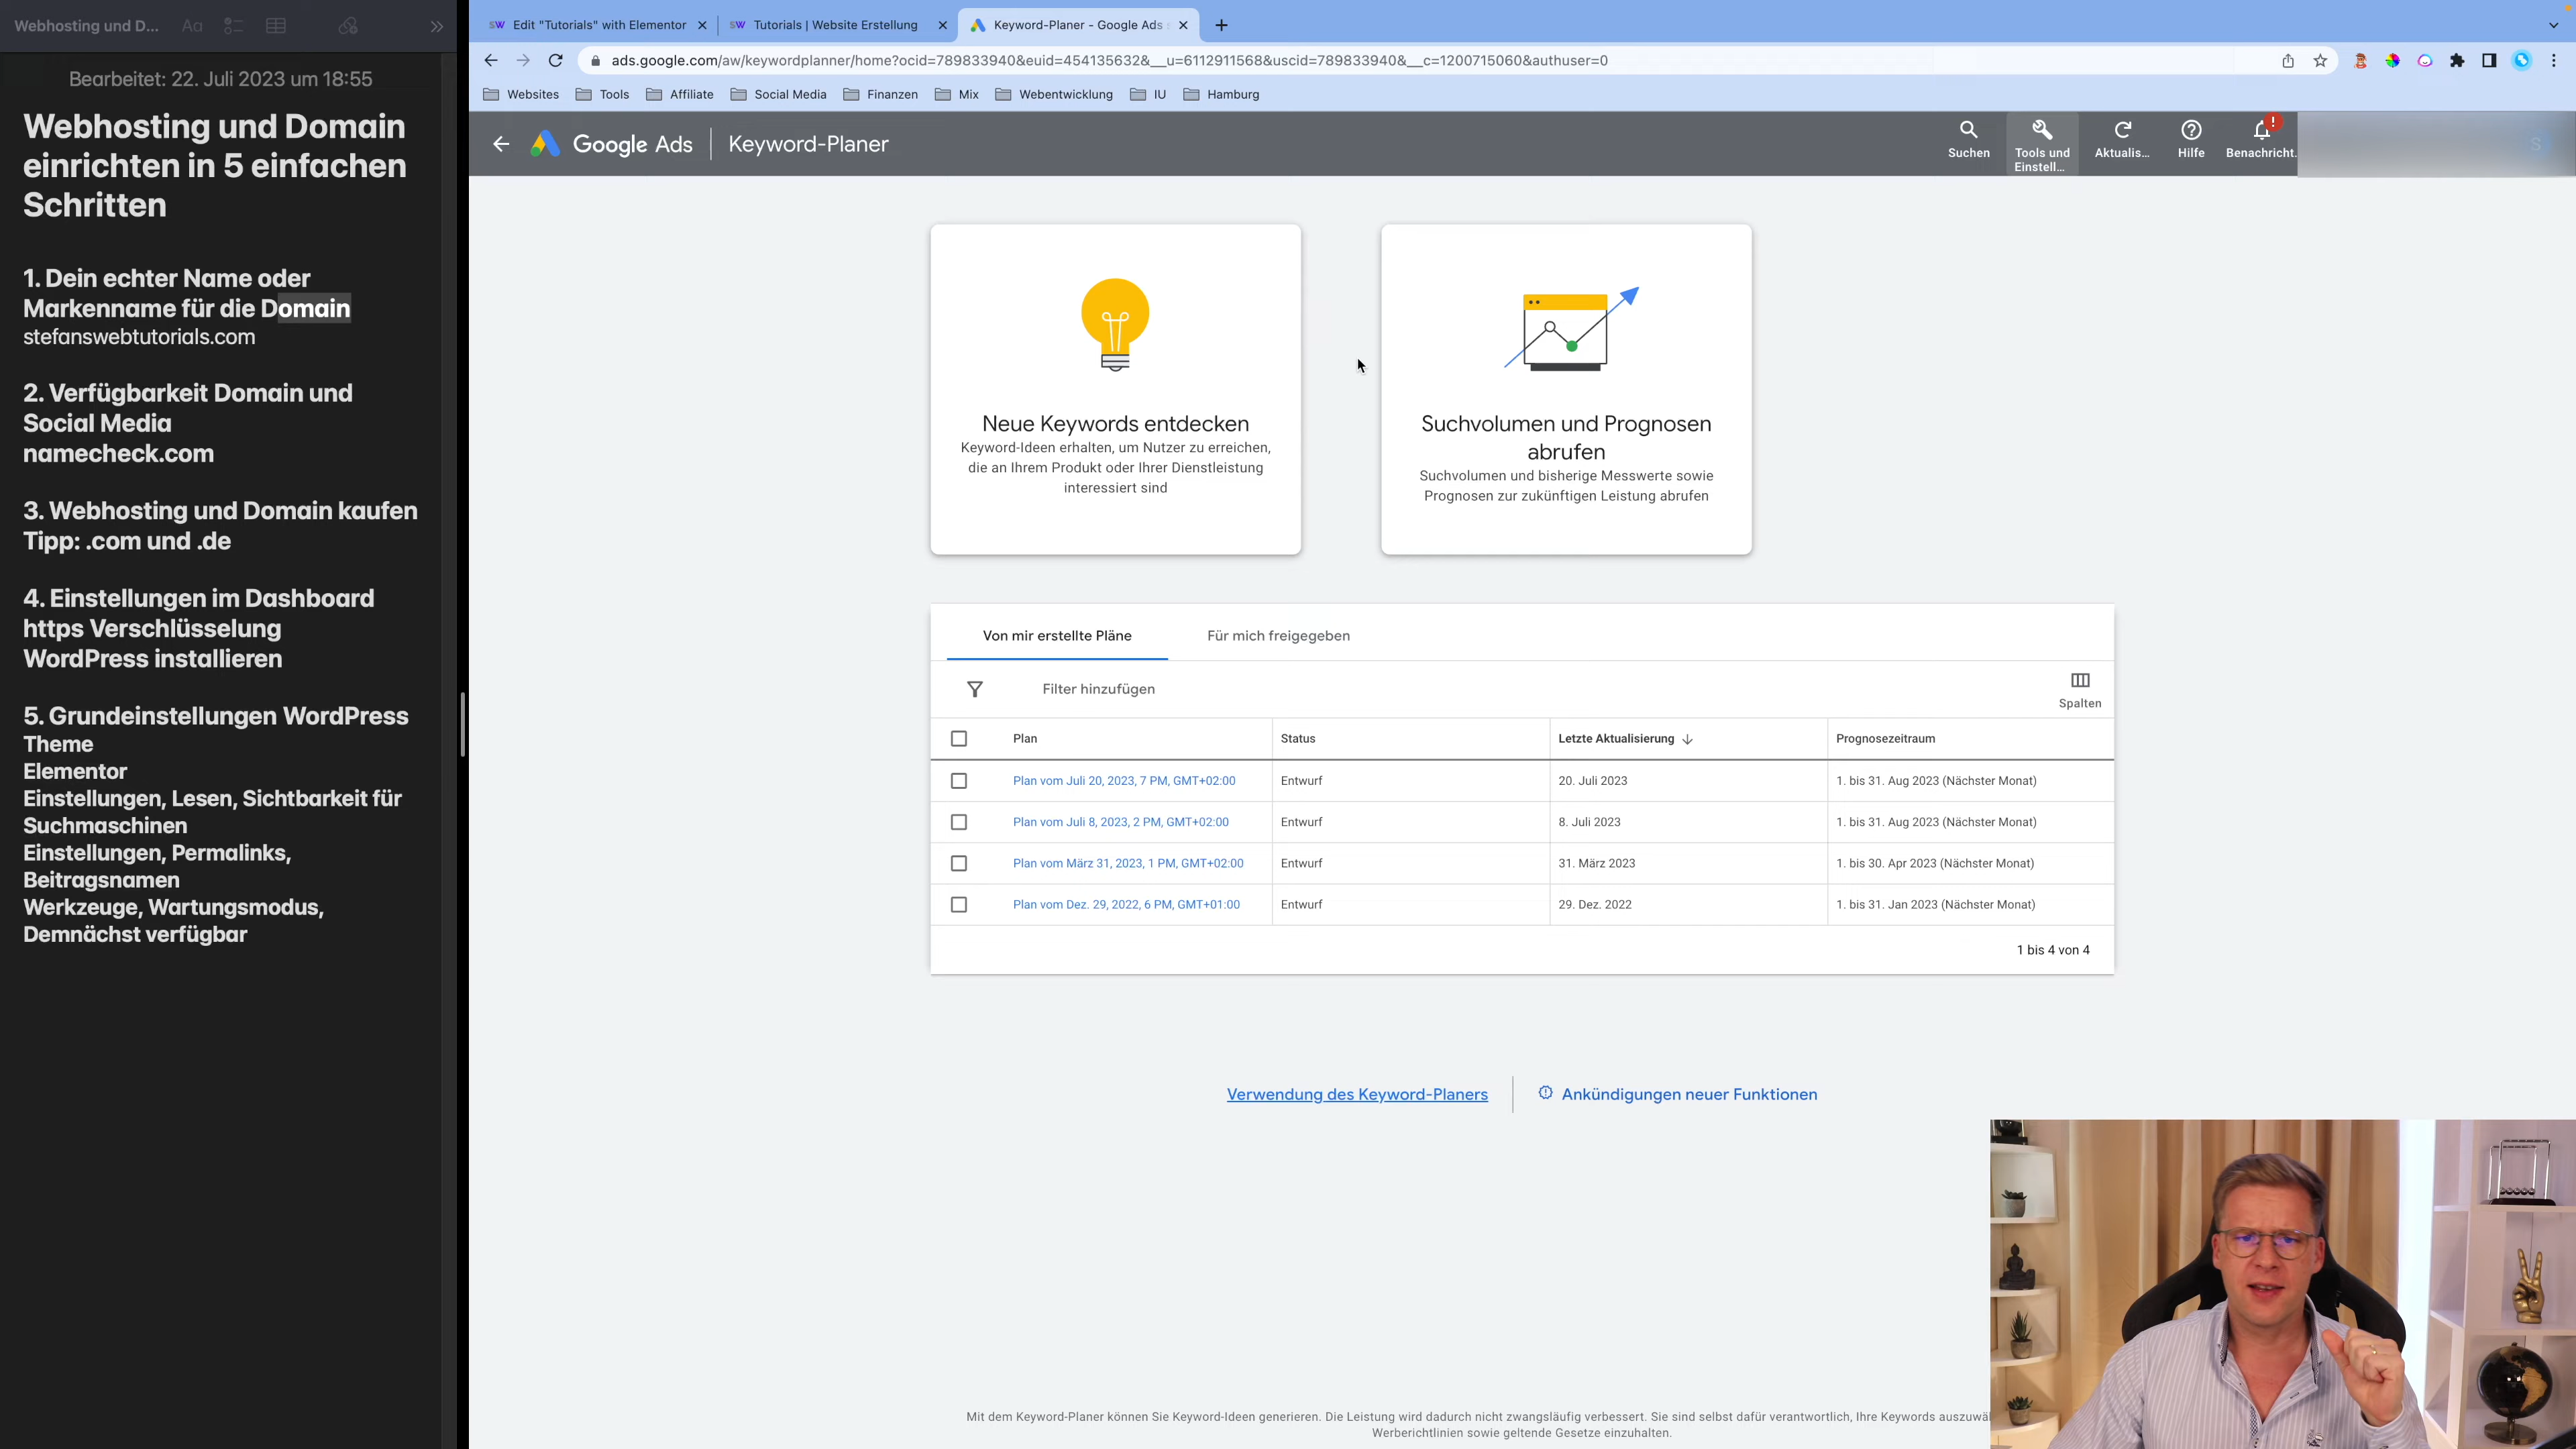 Webhosting und D...
Aa
Bearbeitet: 22. Juli 2023 um 18:55
Webhosting und Domain
einrichten in 5 einfachen
Schritten
1. Dein echter Name oder
Markenname für die Domain
stefanswebtutorials.com
2. Verfügbarkeit Domain und
Social Media
namecheck.com
3. Webhosting und Domain kaufen
Tipp: .com und .de
4. Einstellungen im Dashboard
https Verschlüsselung
WordPress installieren
5. Grundeinstellungen WordPress
Theme
Elementor
Einstellungen, Lesen, Sichtbarkeit für
Suchmaschinen
Einstellungen, Permalinks,
Beitragsnamen
Werkzeuge, Wartungsmodus,
Demnächst verfügbar
SW Edit "Tutorials" with Elementor
SW Tutorials | Website Erstellung
Keyword-Planer - Google Ads
ads.google.com/aw/keywordplanner/home?ocid=789833940&euid=454135632&__u=6112911568&uscid=789833940&__c=1200715060&authuser=0
Websites Tools Affiliate Social Media Finanzen Mix Webentwicklung IU Hamburg
Google Ads Keyword-Planer
Suchen
Tools und
Einstell...
Aktualis...
Hilfe
!
Benachricht.
S
Neue Keywords entdecken
Keyword-Ideen erhalten, um Nutzer zu erreichen,
die an Ihrem Produkt oder Ihrer Dienstleistung
interessiert sind
Suchvolumen und Prognosen
abrufen
Suchvolumen und bisherige Messwerte sowie
Prognosen zur zukünftigen Leistung abrufen
Von mir erstellte Pläne Für mich freigegeben
Filter hinzufügen
Spalten
Plan Status Letzte Aktualisierung Prognosezeitraum
Plan vom Juli 20, 2023, 7 PM, GMT+02:00 Entwurf 20. Juli 2023 1. bis 31. Aug 2023 (Nächster Monat)
Plan vom Juli 8, 2023, 2 PM, GMT+02:00 Entwurf 8. Juli 2023 1. bis 31. Aug 2023 (Nächster Monat)
Plan vom März 31, 2023, 1 PM, GMT+02:00 Entwurf 31. März 2023 1. bis 30. Apr 2023 (Nächster Monat)
Plan vom Dez. 29, 2022, 6 PM, GMT+01:00 Entwurf 29. Dez. 2022 1. bis 31. Jan 2023 (Nächster Monat)
1 bis 4 von 4
Verwendung des Keyword-Planers
Ankündigungen neuer Funktionen
Mit dem Keyword-Planer können Sie Keyword-Ideen generieren. Die Leistung wird dadurch nicht zwangsläufig verbessert. Sie sind selbst dafür verantwortlich, Ihre Keywords auszuwä
Werberichtlinien sowie geltende Gesetze einzuhalten.